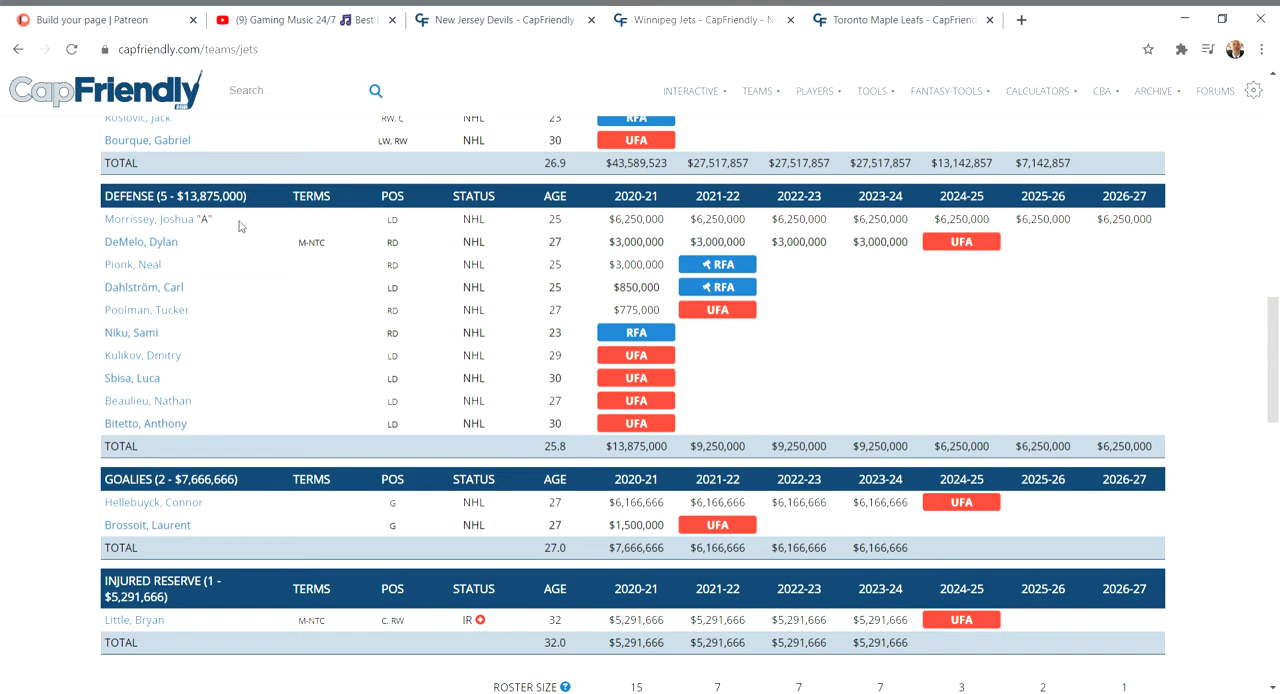 Build your page | Patreon × (9) Gaming Music 24/7 🎵 Best × New Jersey Devils - CapFriendly × Winnipeg Jets - CapFriendly - N × Toronto Maple Leafs - CapFriend × +
capfriendly.com/teams/jets
CapFriendly Search... INTERACTIVE TEAMS PLAYERS TOOLS FANTASY-TOOLS CALCULATORS CBA ARCHIVE FORUMS
Roslovic, Jack RW, C NHL 23 RFA
Bourque, Gabriel LW, RW NHL 30 UFA
TOTAL 26.9 $43,589,523 $27,517,857 $27,517,857 $27,517,857 $13,142,857 $7,142,857
DEFENSE (5 - $13,875,000) TERMS POS STATUS AGE 2020-21 2021-22 2022-23 2023-24 2024-25 2025-26 2026-27
Morrissey, Joshua "A" LD NHL 25 $6,250,000 $6,250,000 $6,250,000 $6,250,000 $6,250,000 $6,250,000 $6,250,000
DeMelo, Dylan M-NTC RD NHL 27 $3,000,000 $3,000,000 $3,000,000 $3,000,000 UFA
Pionk, Neal RD NHL 25 $3,000,000 RFA
Dahlström, Carl LD NHL 25 $850,000 RFA
Poolman, Tucker RD NHL 27 $775,000 UFA
Niku, Sami RD NHL 23 RFA
Kulikov, Dmitry LD NHL 29 UFA
Sbisa, Luca LD NHL 30 UFA
Beaulieu, Nathan LD NHL 27 UFA
Bitetto, Anthony LD NHL 30 UFA
TOTAL 25.8 $13,875,000 $9,250,000 $9,250,000 $9,250,000 $6,250,000 $6,250,000 $6,250,000
GOALIES (2 - $7,666,666) TERMS POS STATUS AGE 2020-21 2021-22 2022-23 2023-24 2024-25 2025-26 2026-27
Hellebuyck, Connor G NHL 27 $6,166,666 $6,166,666 $6,166,666 $6,166,666 UFA
Brossoit, Laurent G NHL 27 $1,500,000 UFA
TOTAL 27.0 $7,666,666 $6,166,666 $6,166,666 $6,166,666
INJURED RESERVE (1 -
$5,291,666) TERMS POS STATUS AGE 2020-21 2021-22 2022-23 2023-24 2024-25 2025-26 2026-27
Little, Bryan M-NTC C, RW IR 32 $5,291,666 $5,291,666 $5,291,666 $5,291,666 UFA
TOTAL 32.0 $5,291,666 $5,291,666 $5,291,666 $5,291,666
ROSTER SIZE ? 15 7 7 7 3 2 1